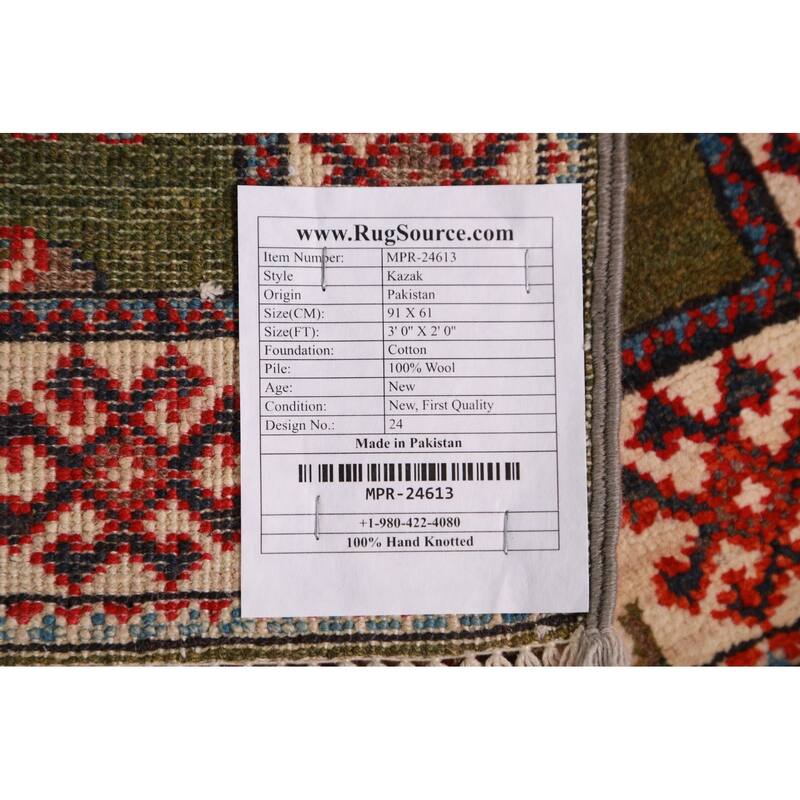 www.RugSource.com
Item Number: MPR-24613
Style Kazak
Origin Pakistan
Size(CM): 91 X 61
Size(FT): 3' 0" X 2' 0"
Foundation: Cotton
Pile: 100% Wool
Age: New
Condition: New, First Quality
Design No.: 24
Made in Pakistan
MPR-24613
+1-980-422-4080
100% Hand Knotted